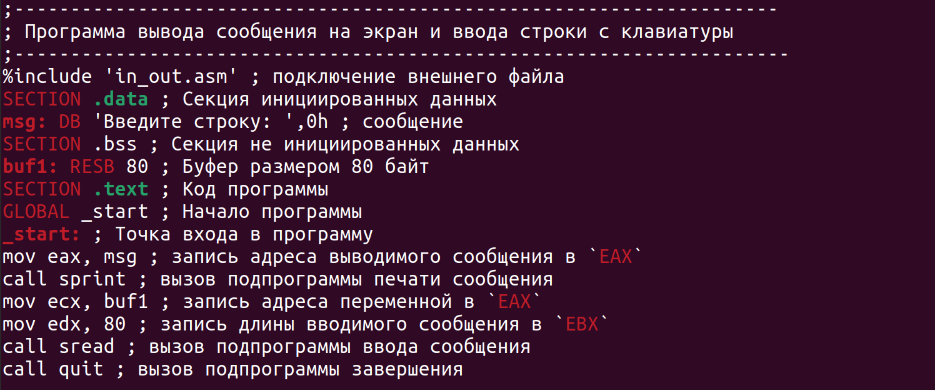 ;--------------------------------------------------------------------
; Программа вывода сообщения на экран и ввода строки с клавиатуры
;---------------------------------------------------------------------
%include 'in_out.asm' ; подключение внешнего файла
SECTION .data ; Секция инициированных данных
msg: DB 'Введите строку: ',0h ; сообщение
SECTION .bss ; Секция не инициированных данных
buf1: RESB 80 ; Буфер размером 80 байт
SECTION .text ; Код программы
GLOBAL _start ; Начало программы
_start: ; Точка входа в программу
mov eax, msg ; запись адреса выводимого сообщения в `EAX`
call sprint ; вызов подпрограммы печати сообщения
mov ecx, buf1 ; запись адреса переменной в `EAX`
mov edx, 80 ; запись длины вводимого сообщения в `EBX`
call sread ; вызов подпрограммы ввода сообщения
call quit ; вызов подпрограммы завершения